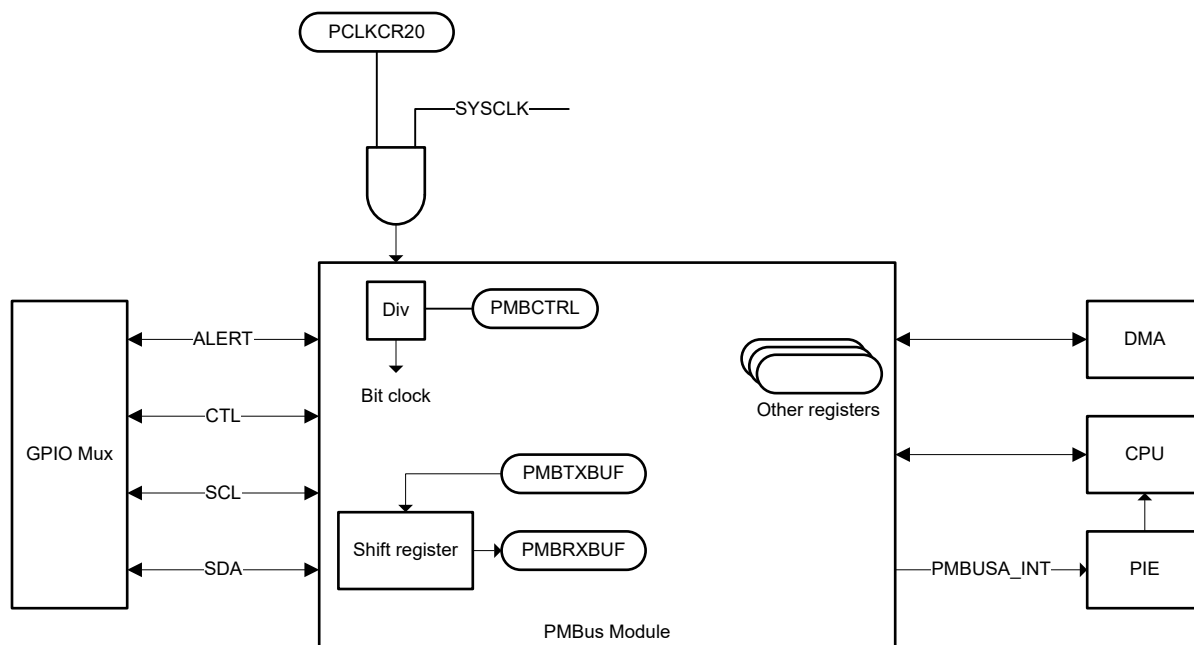 PCLKCR20
SYSCLK
Div
PMBCTRL
Bit clock
Other registers
ALERT
CTL
SCL
SDA
GPIO Mux
PMBTXBUF
Shift register
PMBRXBUF
PMBus Module
DMA
CPU
PMBUSA_INT
PIE